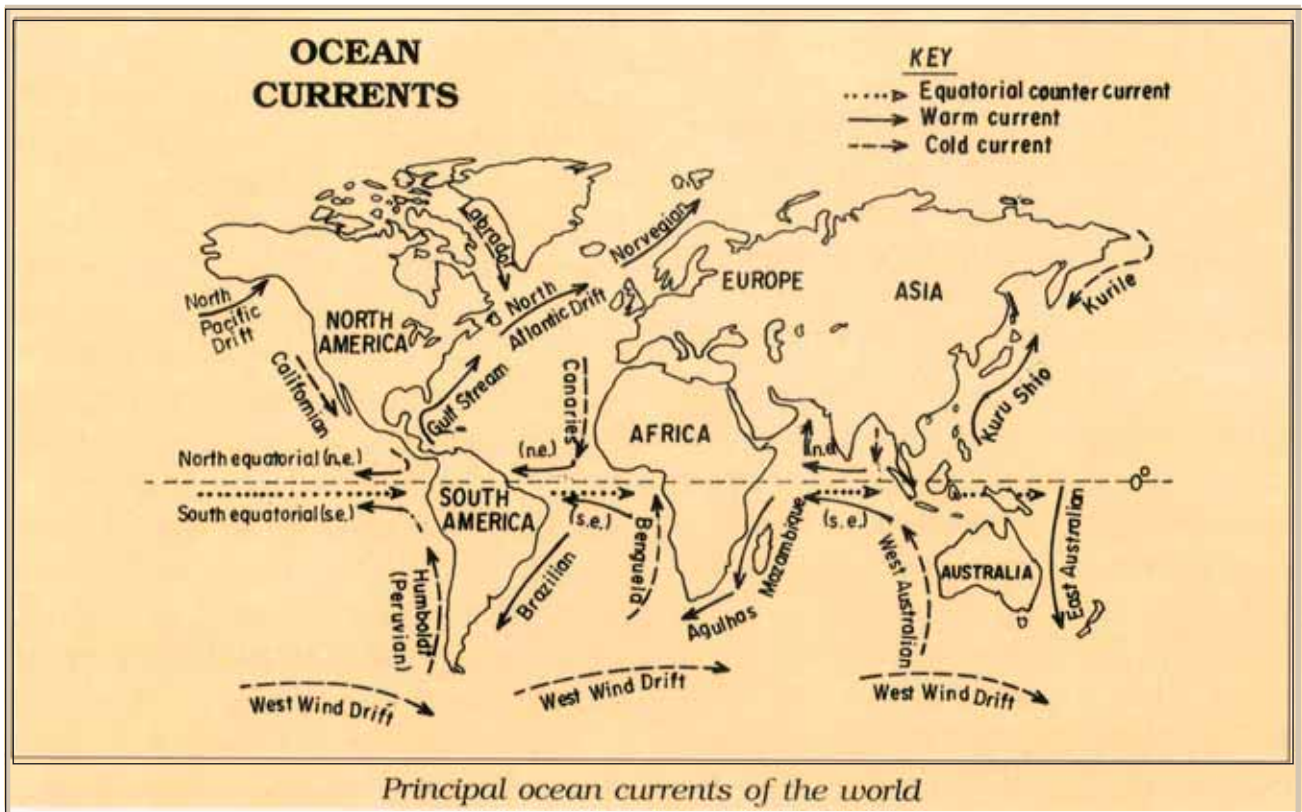 OCEAN
CURRENTS
KEY
Equatorial counter current
Warm current
Cold current
Labrador
Norwegian
EUROPE
ASIA
Kurile
North
Pacific
Drift
NORTH
AMERICA
North
Atlantic Drift
Californian
Gulf Stream
Canaries
AFRICA
Kuru Shio
North equatorial (n.e.)
(n.e.)
n.e
South equatorial (s.e.)
SOUTH
AMERICA
(s.e.)
(s.e.)
Humboldt
(Peruvian)
Brazilian
Benguela
Agulhas
Mozambique
West Australian
AUSTRALIA
East Australian
West Wind Drift
West Wind Drift
West Wind Drift
Principal ocean currents of the world